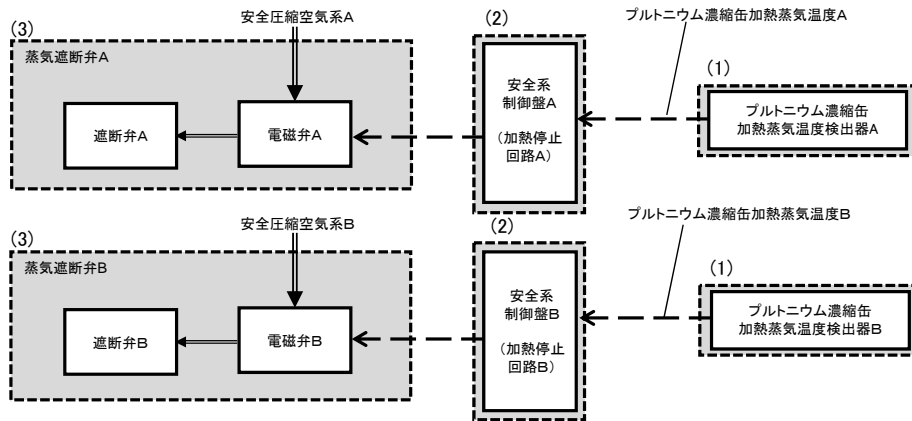 安全圧縮空気系A
プルトニウム濃縮缶加熱蒸気温度A
(3)
(2)
(1)
蒸気遮断弁A
遮断弁A
電磁弁A
安全系
制御盤A
(加熱停止
回路A)
プルトニウム濃縮缶
加熱蒸気温度検出器A
安全圧縮空気系B
プルトニウム濃縮缶加熱蒸気温度B
(3)
(2)
(1)
蒸気遮断弁B
遮断弁B
電磁弁B
安全系
制御盤B
(加熱停止
回路B)
プルトニウム濃縮缶
加熱蒸気温度検出器B